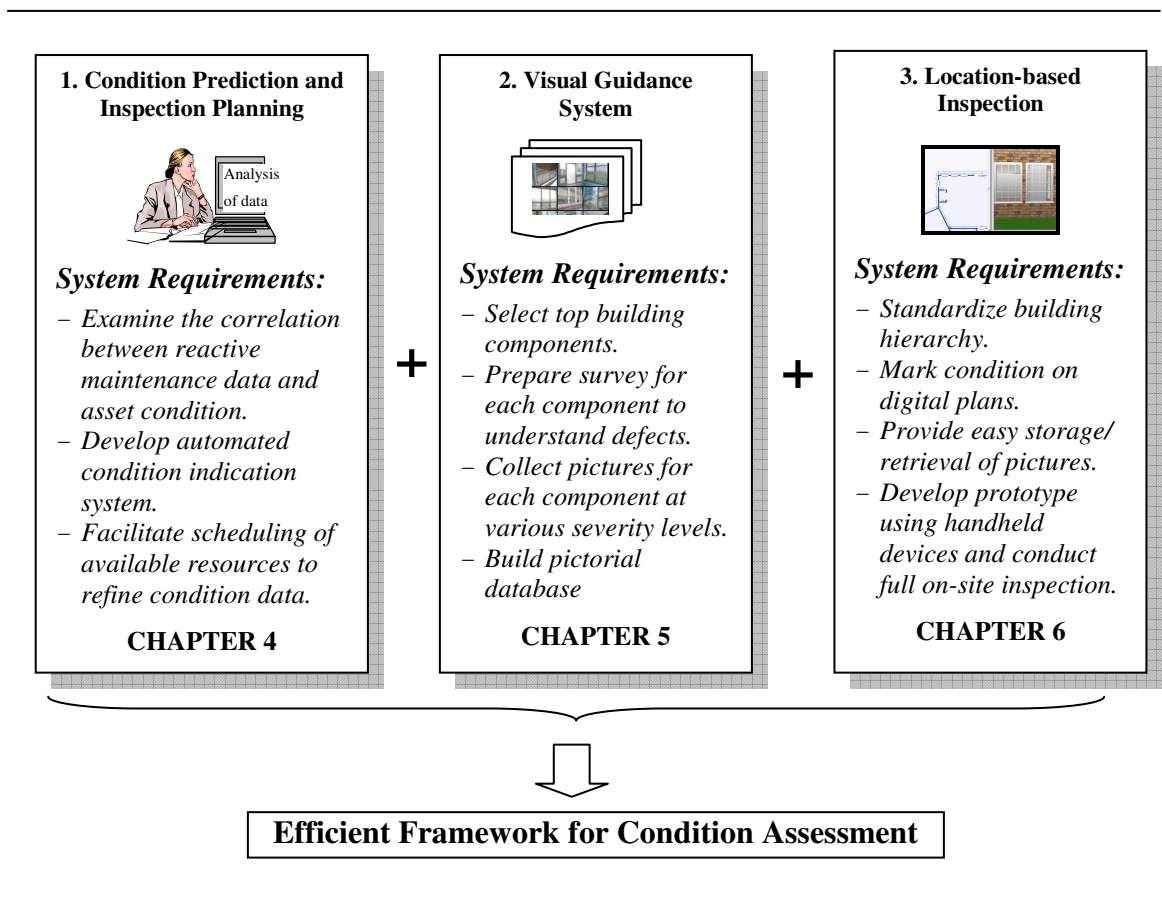 1. Condition Prediction and
Inspection Planning
Analysis
of data
System Requirements:
– Examine the correlation
between reactive
maintenance data and
asset condition.
– Develop automated
condition indication
system.
– Facilitate scheduling of
available resources to
refine condition data.
CHAPTER 4
+
2. Visual Guidance
System
System Requirements:
– Select top building
components.
– Prepare survey for
each component to
understand defects.
– Collect pictures for
each component at
various severity levels.
– Build pictorial
database
CHAPTER 5
+
3. Location-based
Inspection
System Requirements:
– Standardize building
hierarchy.
– Mark condition on
digital plans.
– Provide easy storage/
retrieval of pictures.
– Develop prototype
using handheld
devices and conduct
full on-site inspection.
CHAPTER 6
Efficient Framework for Condition Assessment